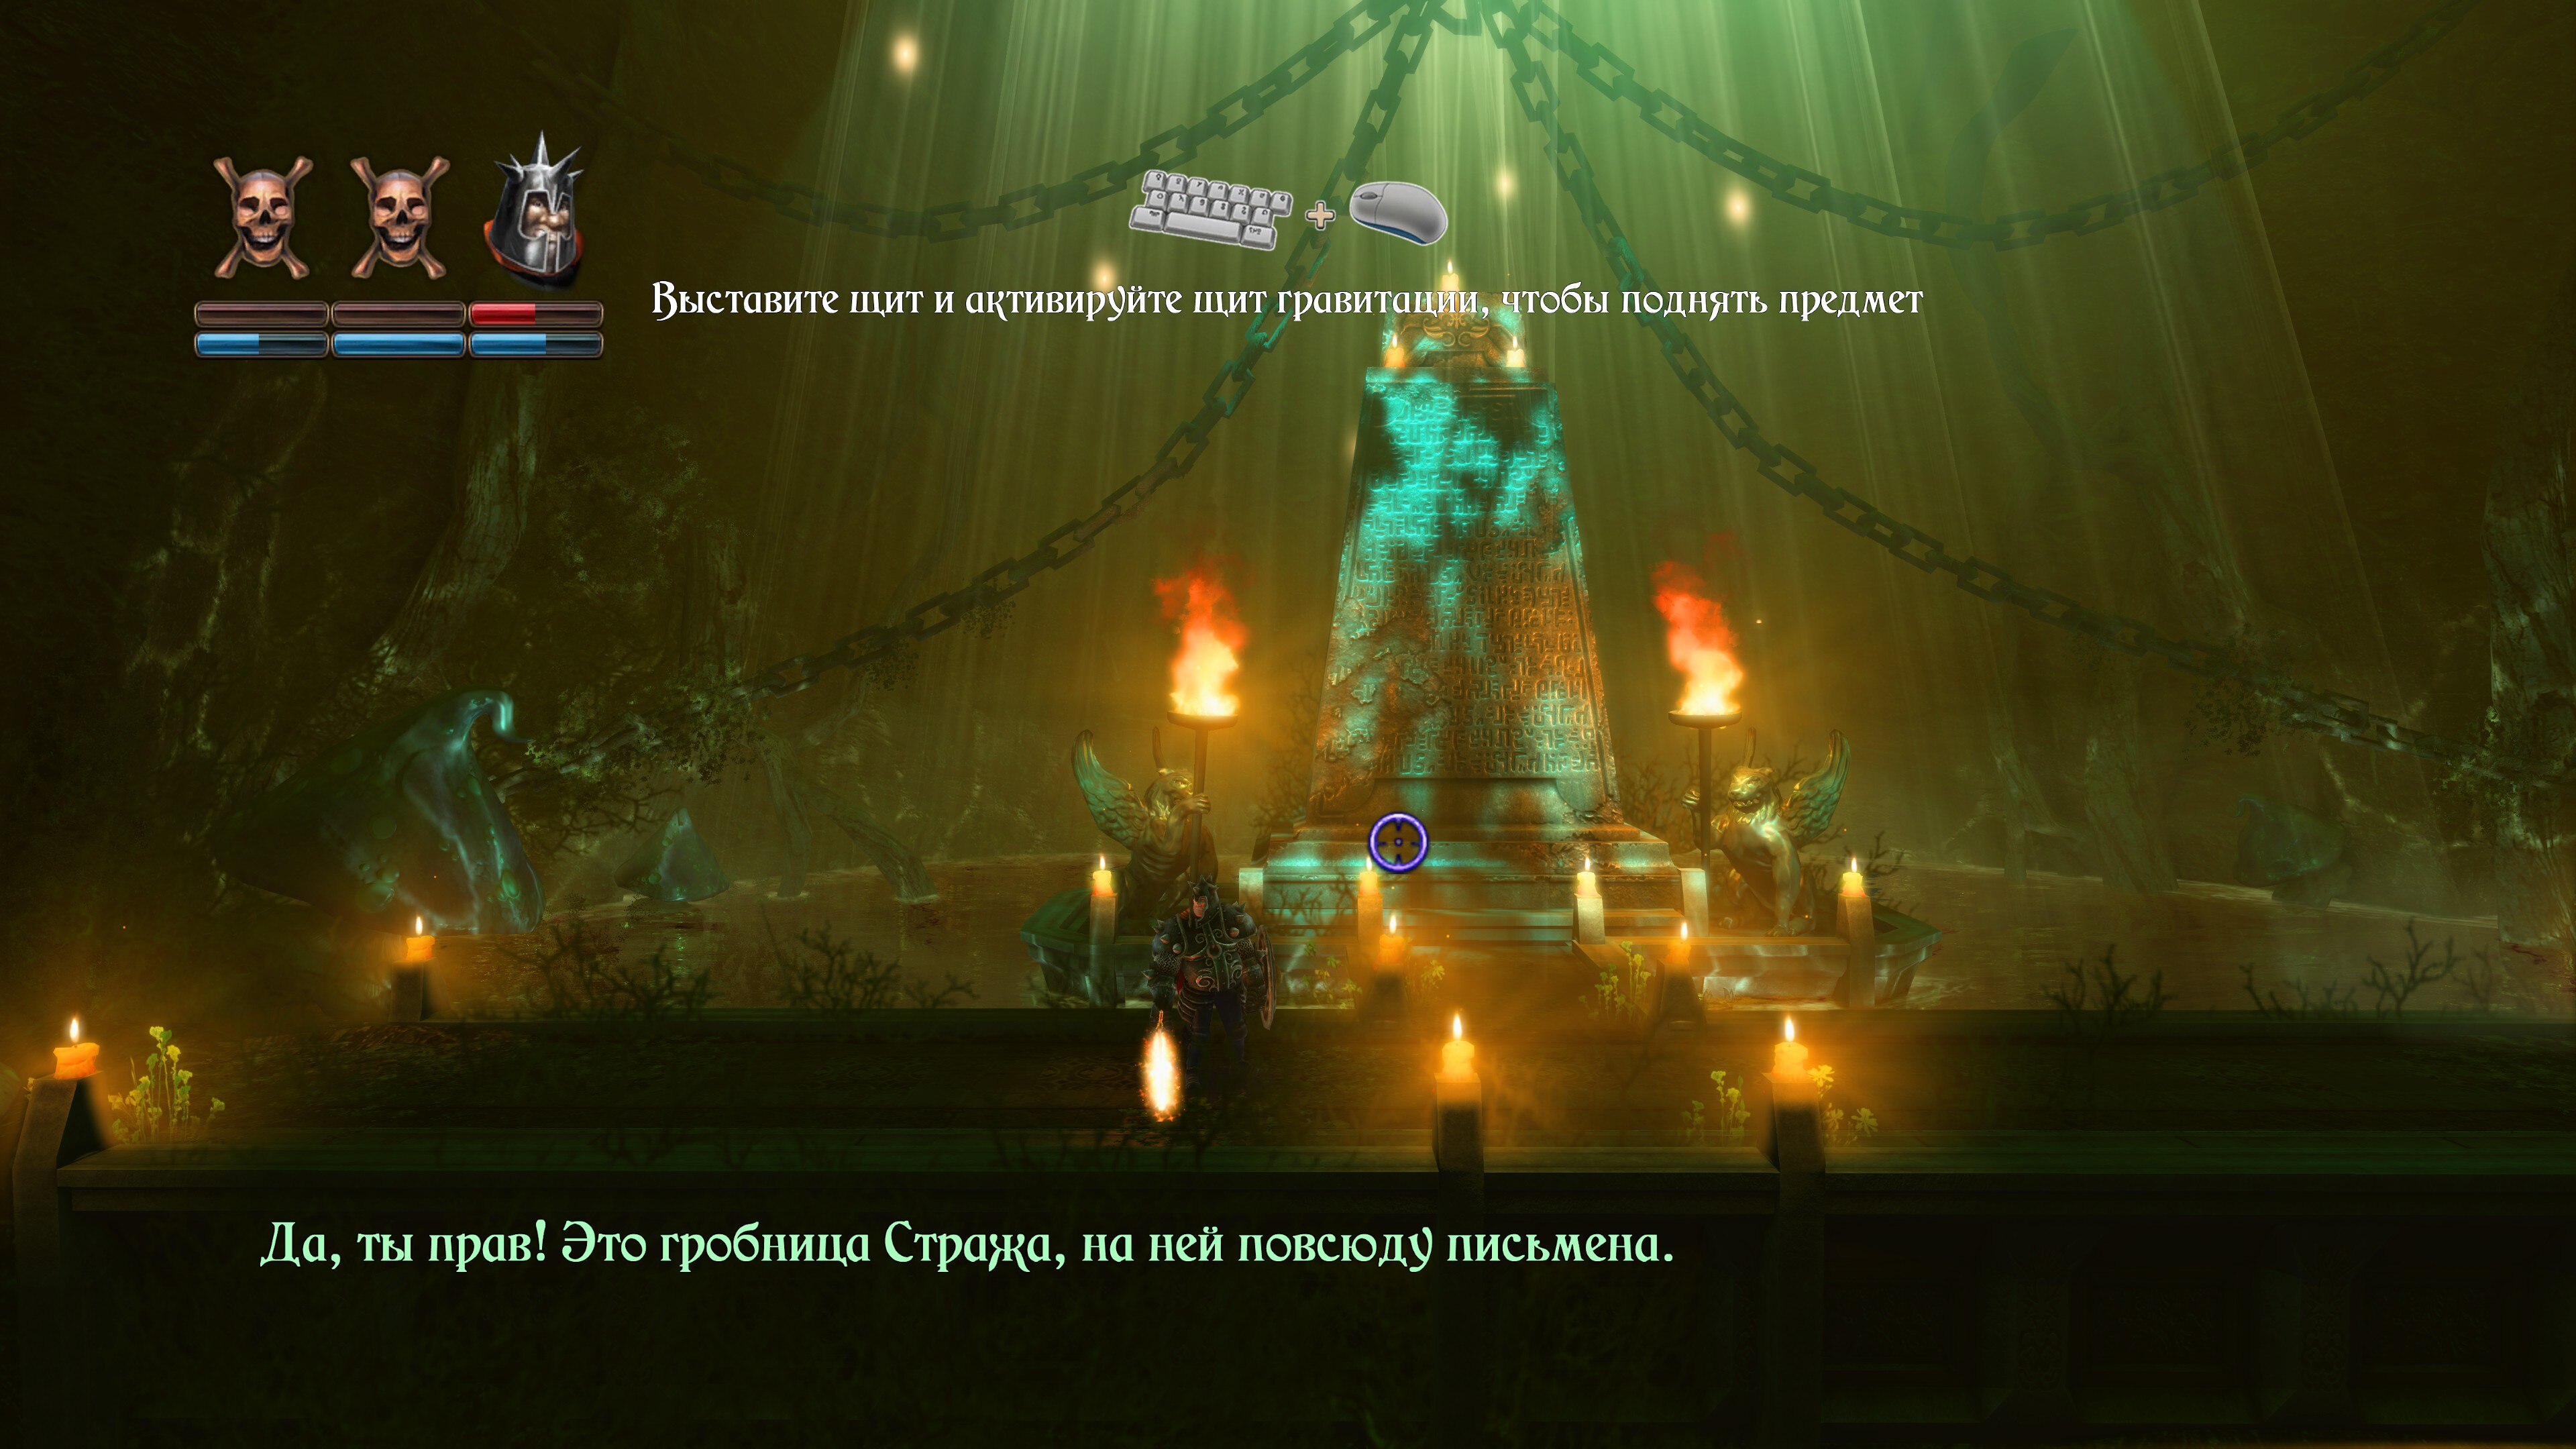 Выставите щит и активируйте щит гравитации, чтобы поднять предмет
Да, ты прав! Это гробница Стража, на ней повсюду письмена.